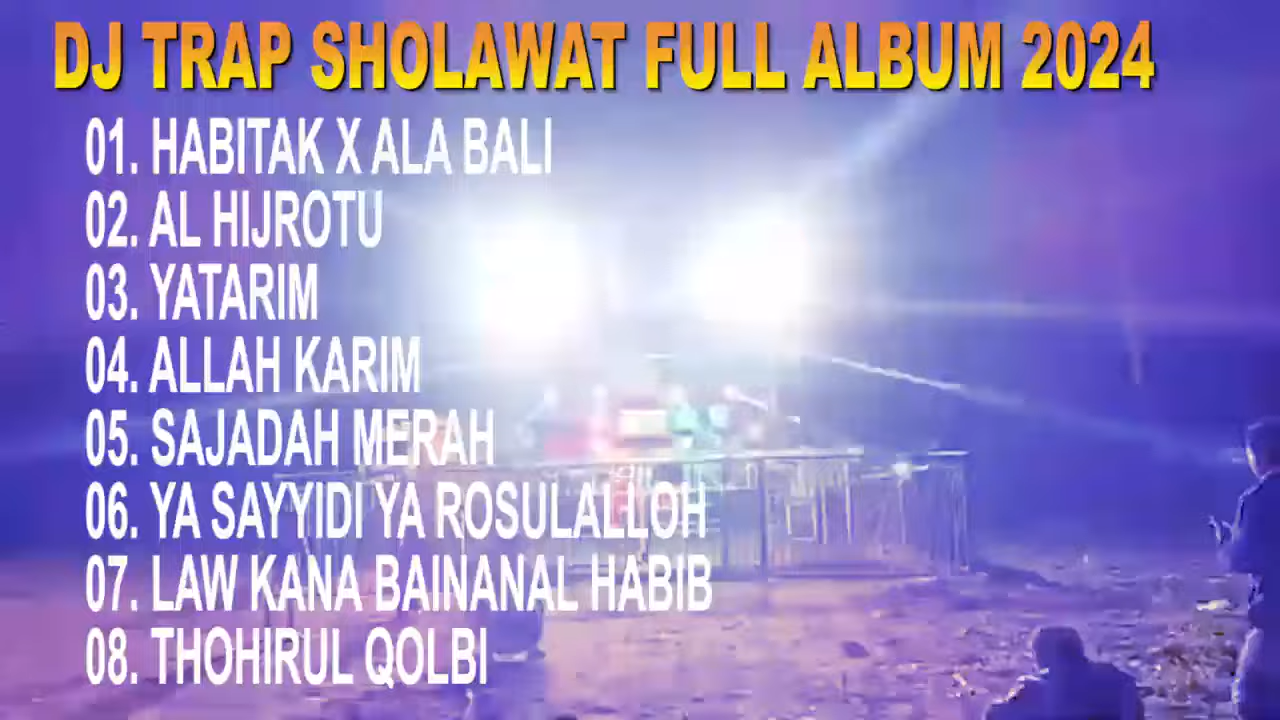 DJ TRAP SHOLAWAT FULL ALBUM 2024
01. HABITAK X ALA BALI
02. AL HIJROTU
03. YATARIM
04. ALLAH KARIM
05. SAJADAH MERAH
06. YA SAYYIDI YA ROSULALLOH
07. LAW KANA BAINANAL HABIB
08. THOHIRUL QOLBI